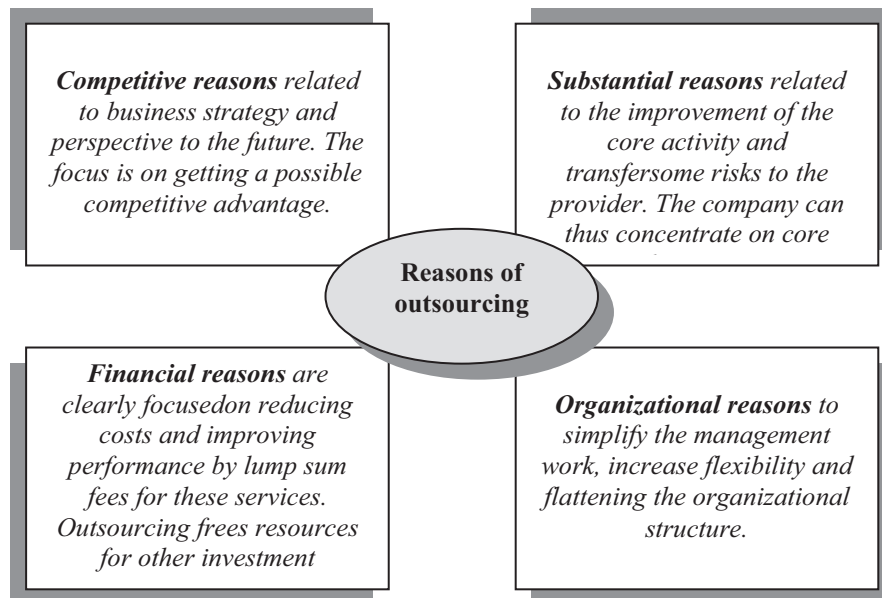 Competitive reasons related
to business strategy and
perspective to the future. The
focus is on getting a possible
competitive advantage.
Substantial reasons related
to the improvement of the
core activity and
transfersome risks to the
provider. The company can
thus concentrate on core
Reasons of
outsourcing
Financial reasons are
clearly focusedon reducing
costs and improving
performance by lump sum
fees for these services.
Outsourcing frees resources
for other investment
Organizational reasons to
simplify the management
work, increase flexibility and
flattening the organizational
structure.